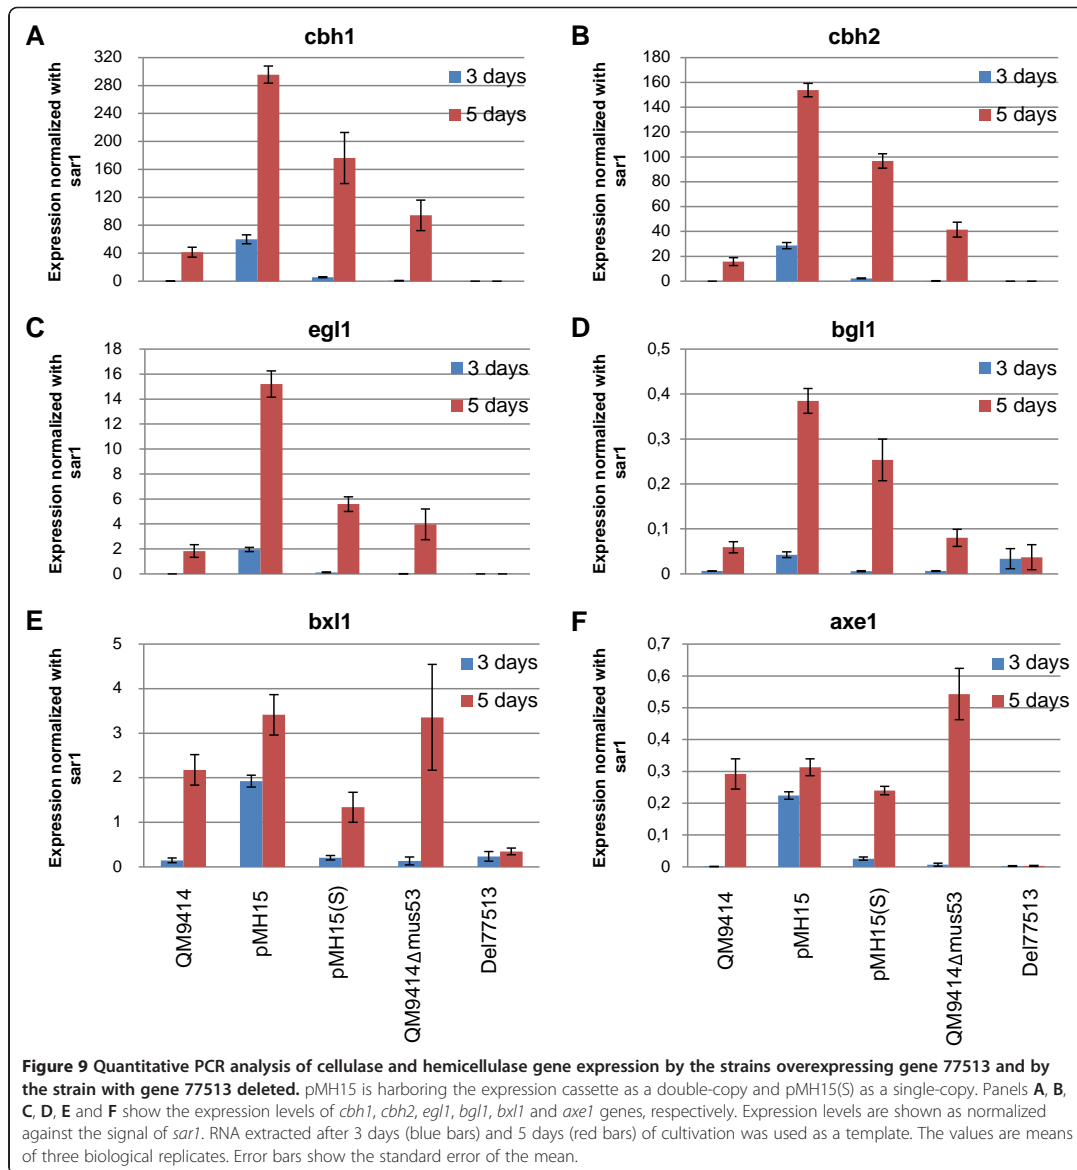 A
cbh1
Expression normalized with
sar1
320
280
240
200
160
120
80
40
0
3 days
5 days
B
cbh2
Expression normalized with
sar1
180
160
140
120
100
80
60
40
20
0
3 days
5 days
C
egl1
Expression normalized with
sar1
18
16
14
12
10
8
6
4
2
0
3 days
5 days
D
bgl1
Expression normalized with
sar1
0,5
0,4
0,3
0,2
0,1
0
3 days
5 days
E
bxl1
Expression normalized with
sar1
5
4
3
2
1
0
3 days
5 days
QM9414
pMH15
pMH15(S)
QM9414Δmus53
Del77513
F
axe1
Expression normalized with
sar1
0,7
0,6
0,5
0,4
0,3
0,2
0,1
0
3 days
5 days
QM9414
pMH15
pMH15(S)
QM9414Δmus53
Del77513
Figure 9 Quantitative PCR analysis of cellulase and hemicellulase gene expression by the strains overexpressing gene 77513 and by
the strain with gene 77513 deleted. pMH15 is harboring the expression cassette as a double-copy and pMH15(S) as a single-copy. Panels A, B,
C, D, E and F show the expression levels of cbh1, cbh2, egl1, bgl1, bxl1 and axe1 genes, respectively. Expression levels are shown as normalized
against the signal of sar1. RNA extracted after 3 days (blue bars) and 5 days (red bars) of cultivation was used as a template. The values are means
of three biological replicates. Error bars show the standard error of the mean.